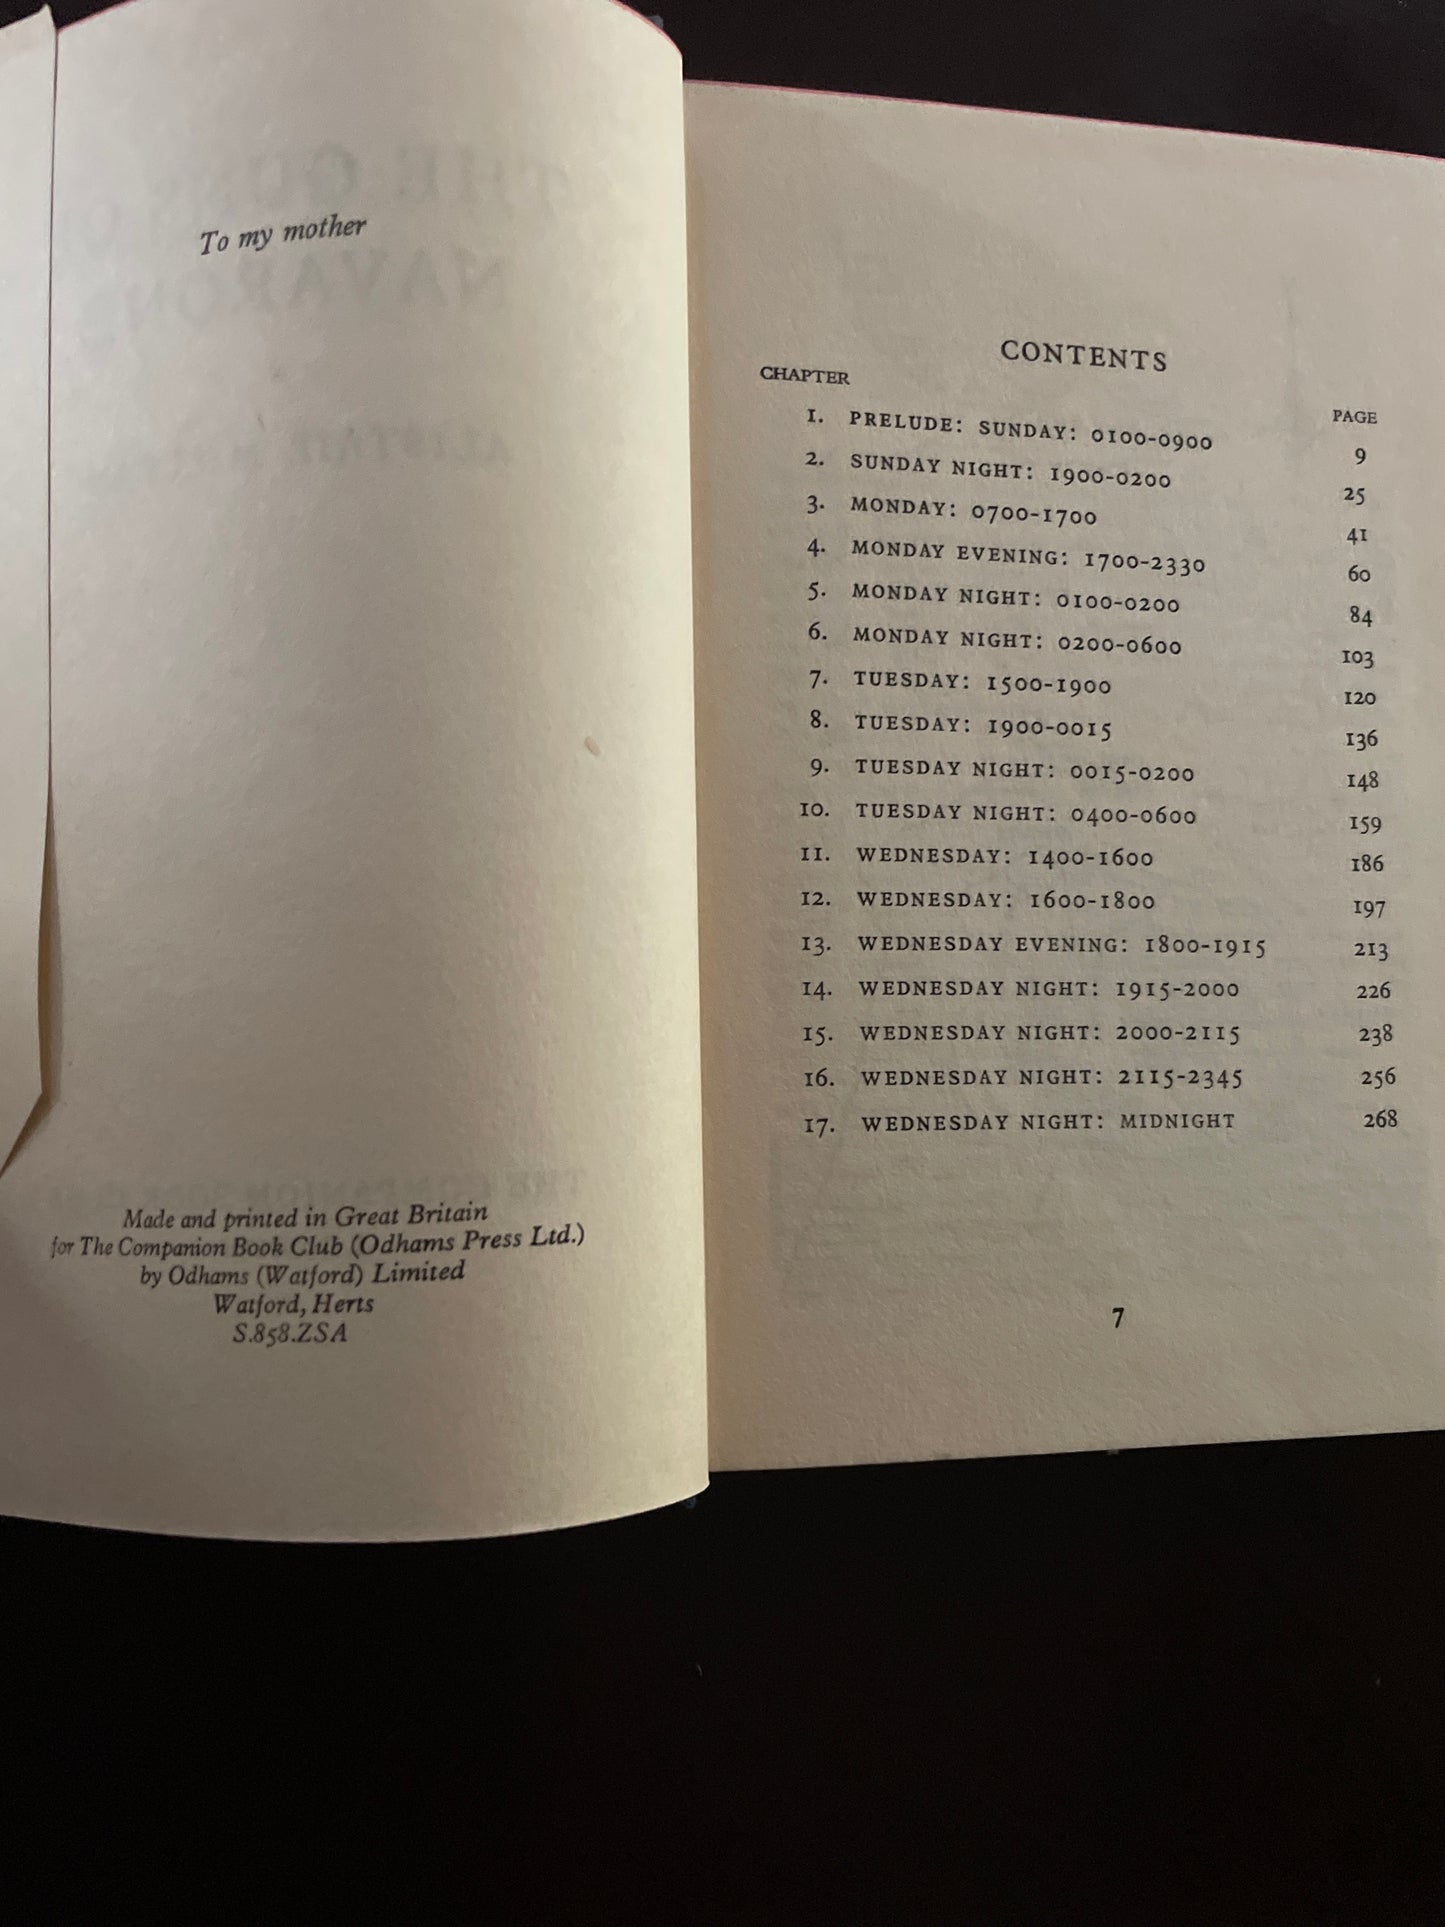 To my mother
Made and printed in Great Britain
for The Companion Book Club (Odhams Press Ltd.)
by Odhams (Watford) Limited
Watford, Herts
S.858.ZSA
CONTENTS
CHAPTER PAGE
1. PRELUDE: SUNDAY: 0100-0900 9
2. SUNDAY NIGHT: 1900-0200 25
3. MONDAY: 0700-1700 41
4. MONDAY EVENING: 1700-2330 60
5. MONDAY NIGHT: 0100-0200 84
6. MONDAY NIGHT: 0200-0600 103
7. TUESDAY: 1500-1900 120
8. TUESDAY: 1900-0015 136
9. TUESDAY NIGHT: 0015-0200 148
10. TUESDAY NIGHT: 0400-0600 159
11. WEDNESDAY: 1400-1600 186
12. WEDNESDAY: 1600-1800 197
13. WEDNESDAY EVENING: 1800-1915 213
14. WEDNESDAY NIGHT: 1915-2000 226
15. WEDNESDAY NIGHT: 2000-2115 238
16. WEDNESDAY NIGHT: 2115-2345 256
17. WEDNESDAY NIGHT: MIDNIGHT 268
7